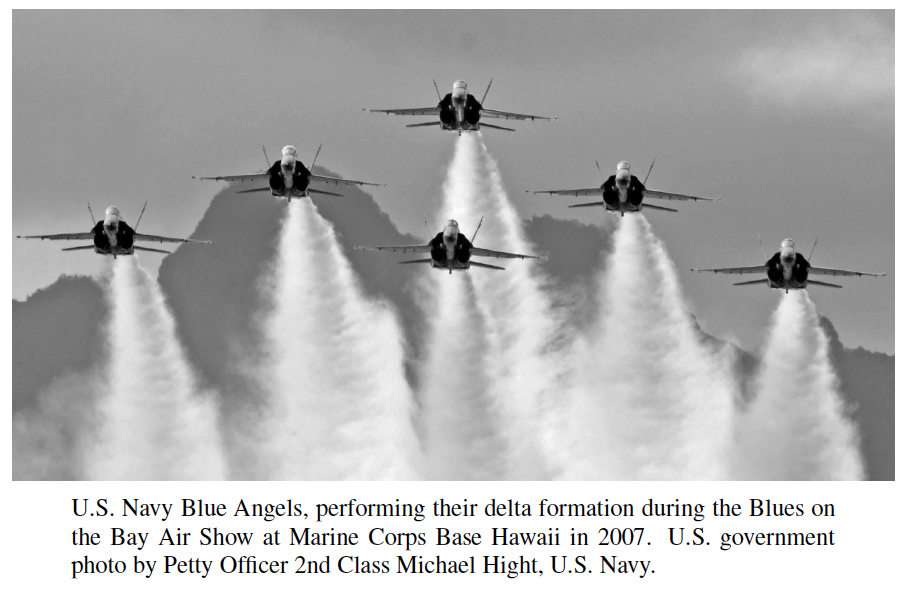 U.S. Navy Blue Angels, performing their delta formation during the Blues on
the Bay Air Show at Marine Corps Base Hawaii in 2007. U.S. government
photo by Petty Officer 2nd Class Michael Hight, U.S. Navy.